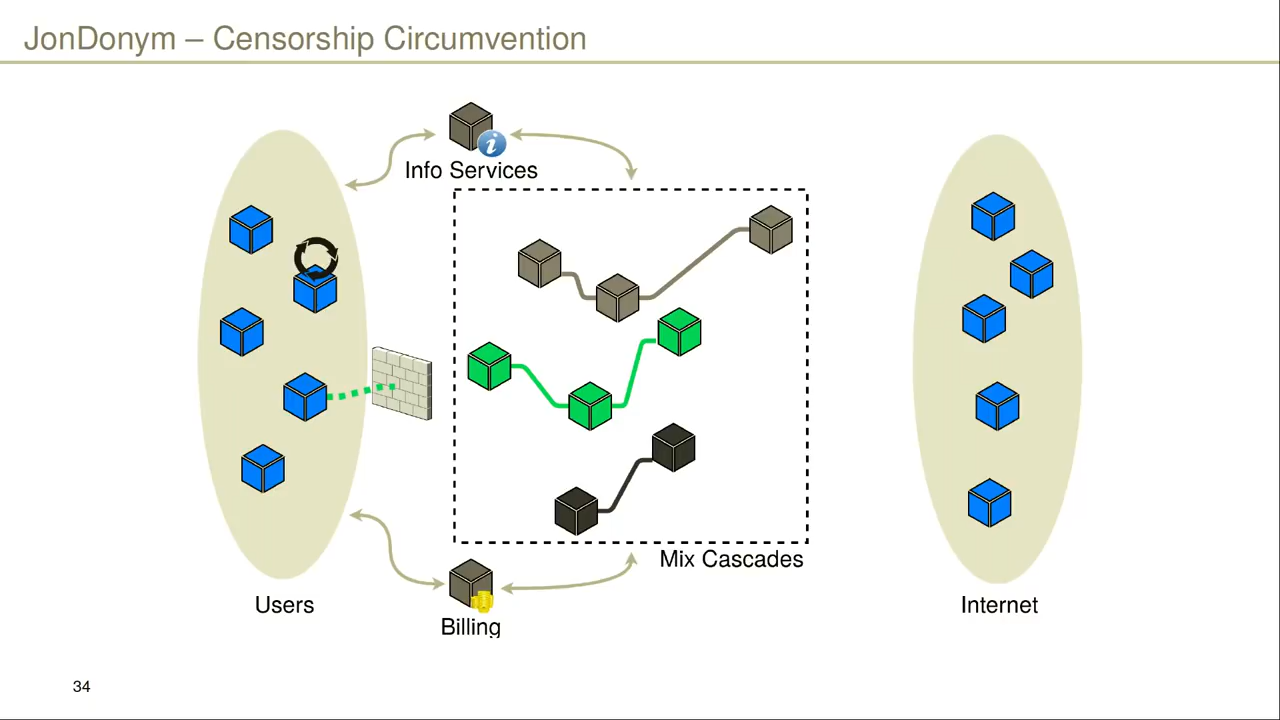 JonDonym – Censorship Circumvention
Info Services
Mix Cascades
Users
Internet
Billing
34